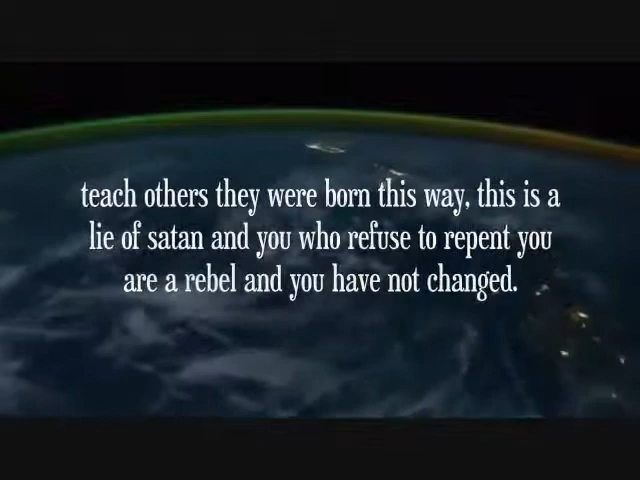 teach others they were born this way, this is a
lie of satan and you who refuse to repent you
are a rebel and you have not changed.